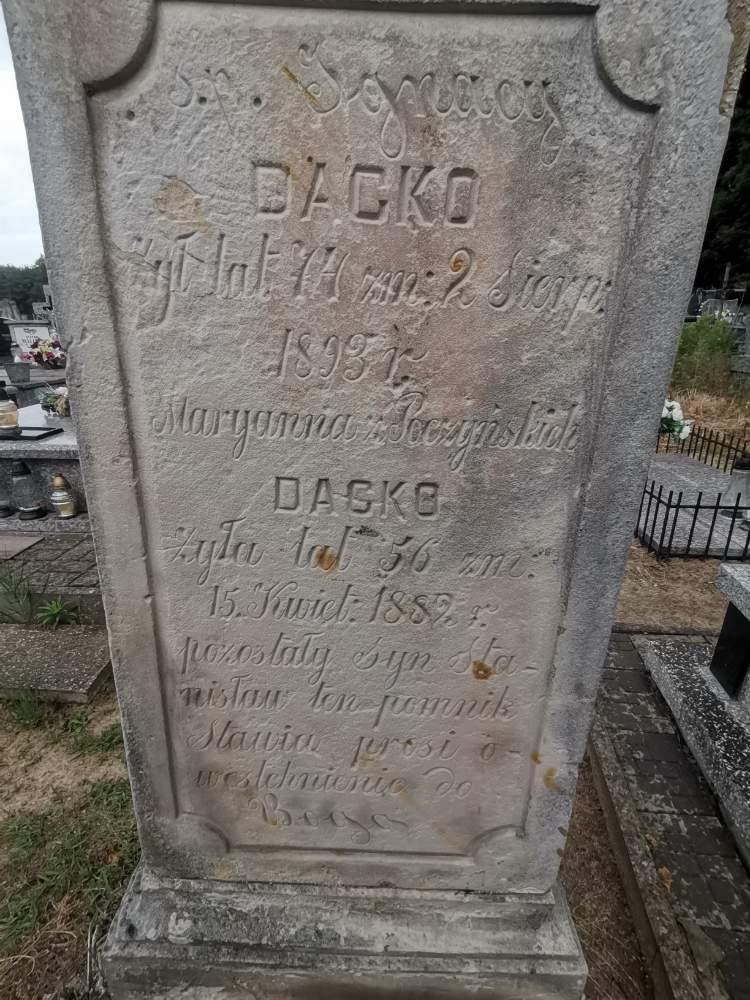 ś.p. Ignacy
DACKO
Żył lat 74 zm: 2 Sierp:
1893 r.
Maryanna z Poczyńskich
DACKO
żyła lat 56 zm:
15. Kwiet: 1882 r.
pozostały syn Sta-
nisław ten pomnik
Stawia prosi o
westchnienie do
Boga